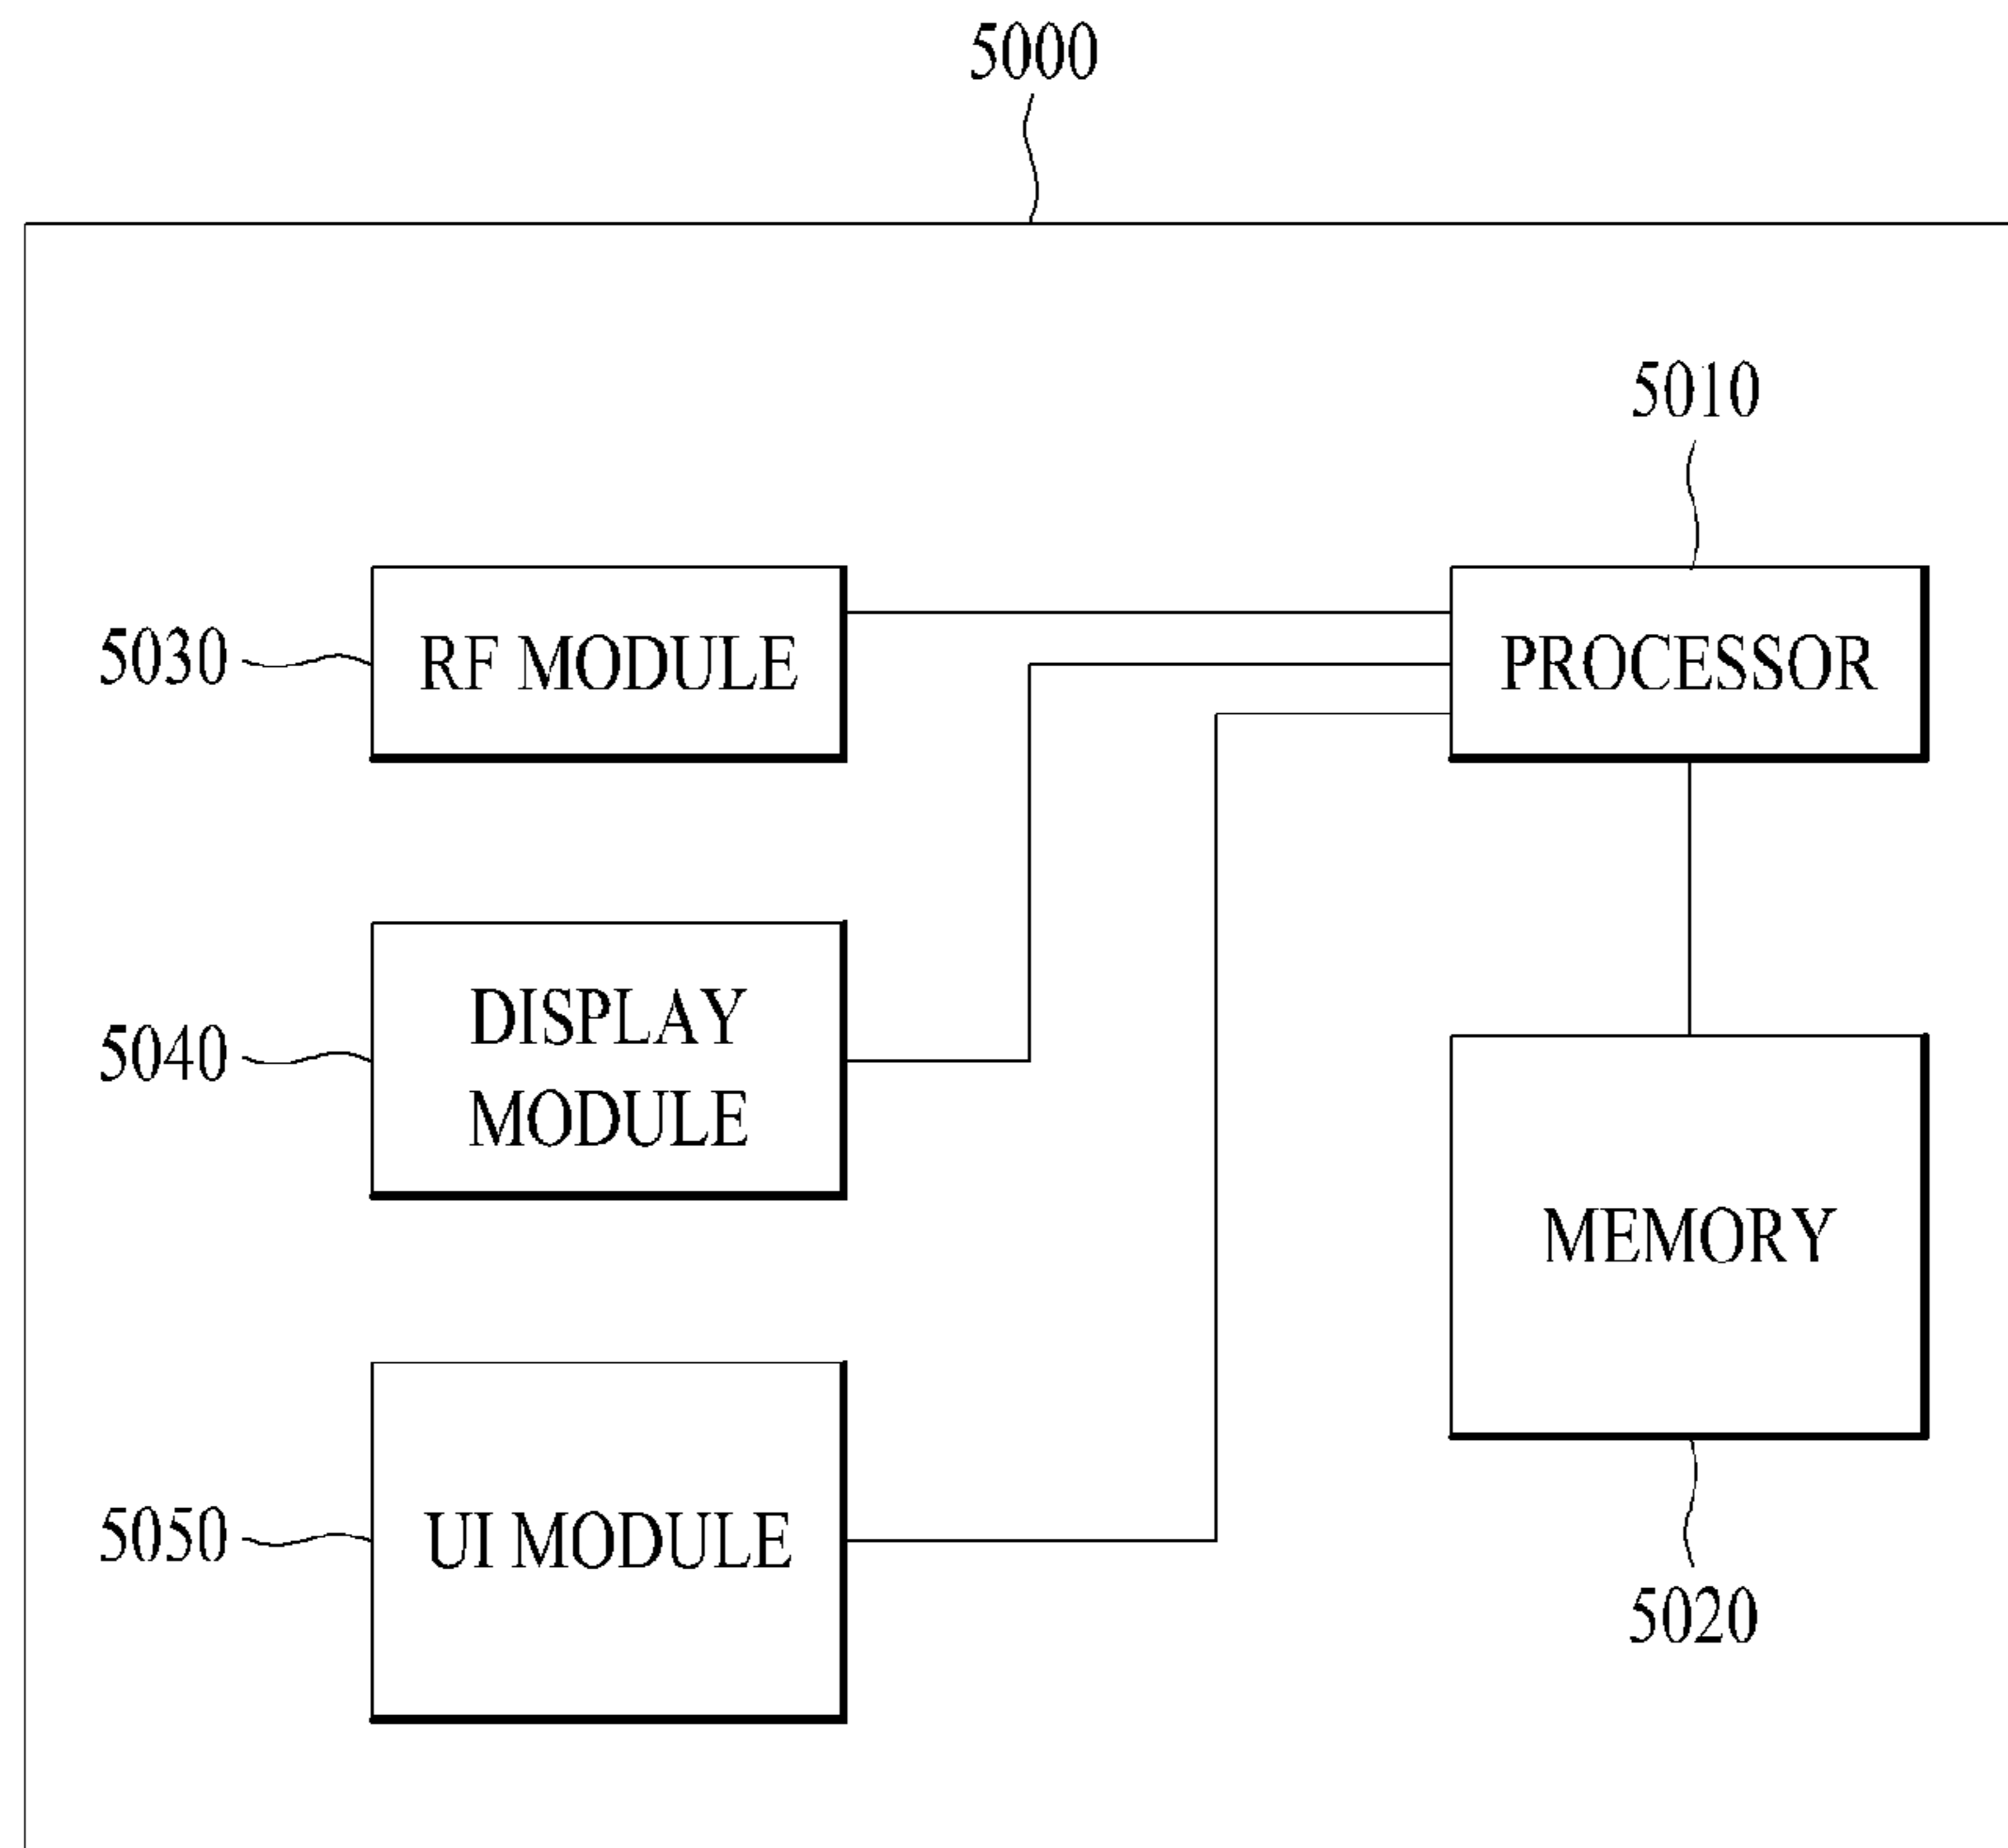 5000
5010
5030
RF MODULE
PROCESSOR
5040
DISPLAY
MODULE
MEMORY
5050
UI MODULE
5020